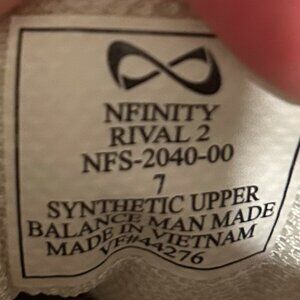 NFINITY
RIVAL 2
NFS-2040-00
7
SYNTHETIC UPPER
BALANCE MAN MADE
MADE IN VIETNAM
VF#44276